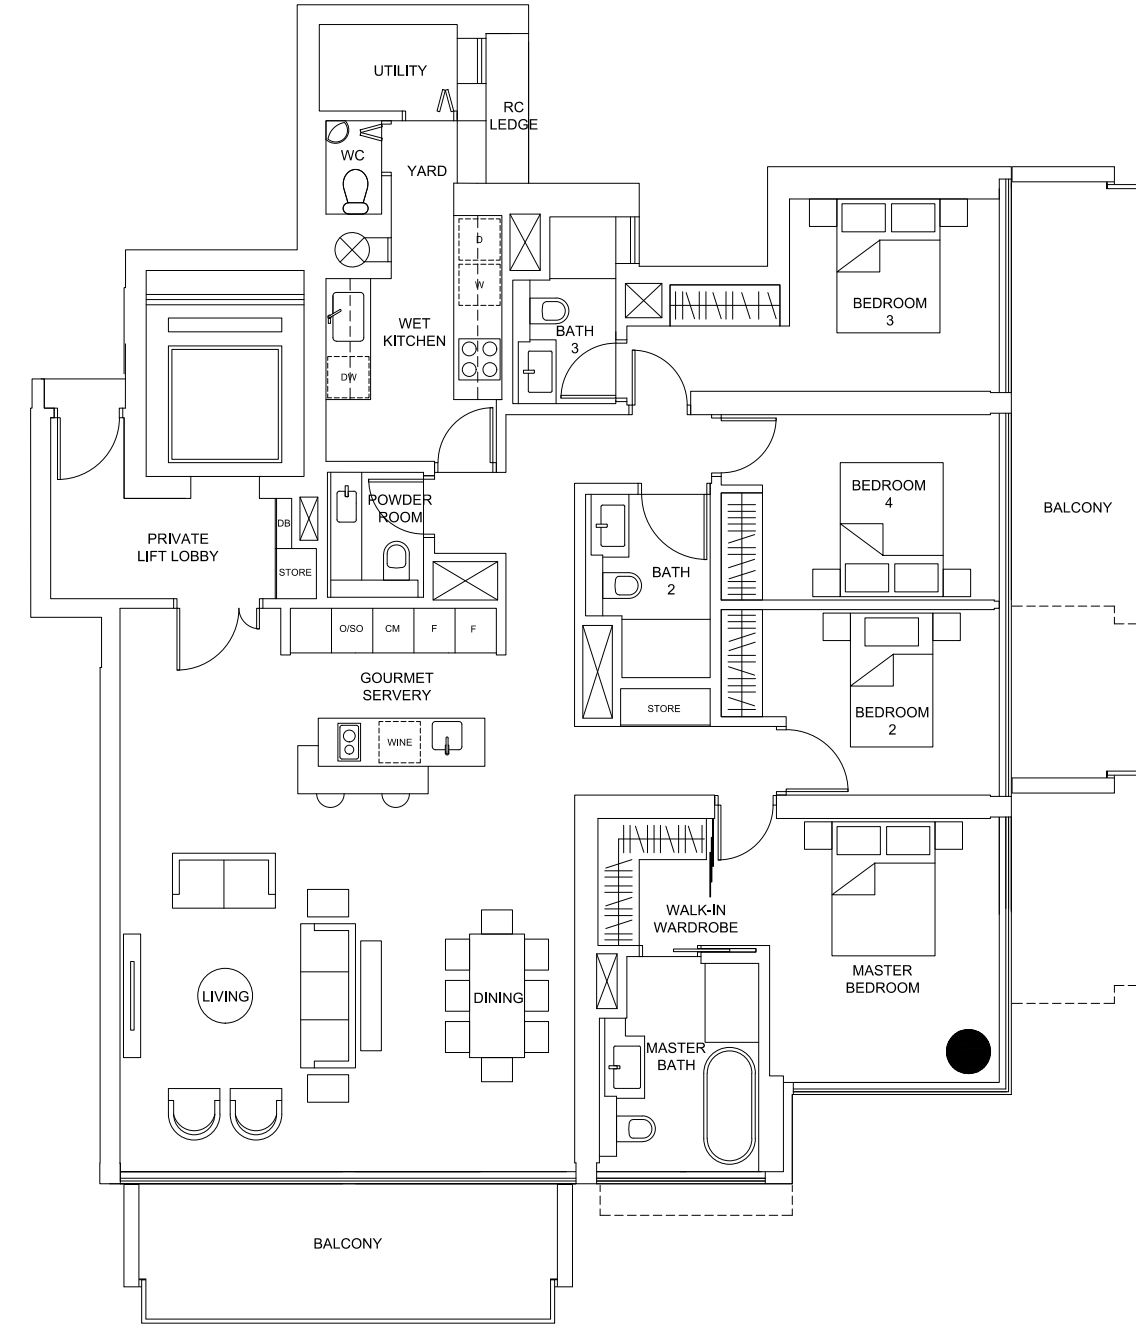 UTILITY
RC
LEDGE
WC
YARD
D
W
WET
KITCHEN
DW
BATH
3
BEDROOM
3
BEDROOM
4
BALCONY
POWDER
ROOM
DB
PRIVATE
LIFT LOBBY
STORE
BATH
2
O/SO
CM
F
F
GOURMET
SERVERY
STORE
BEDROOM
2
WINE
WALK-IN
WARDROBE
MASTER
BEDROOM
LIVING
DINING
MASTER
BATH
BALCONY